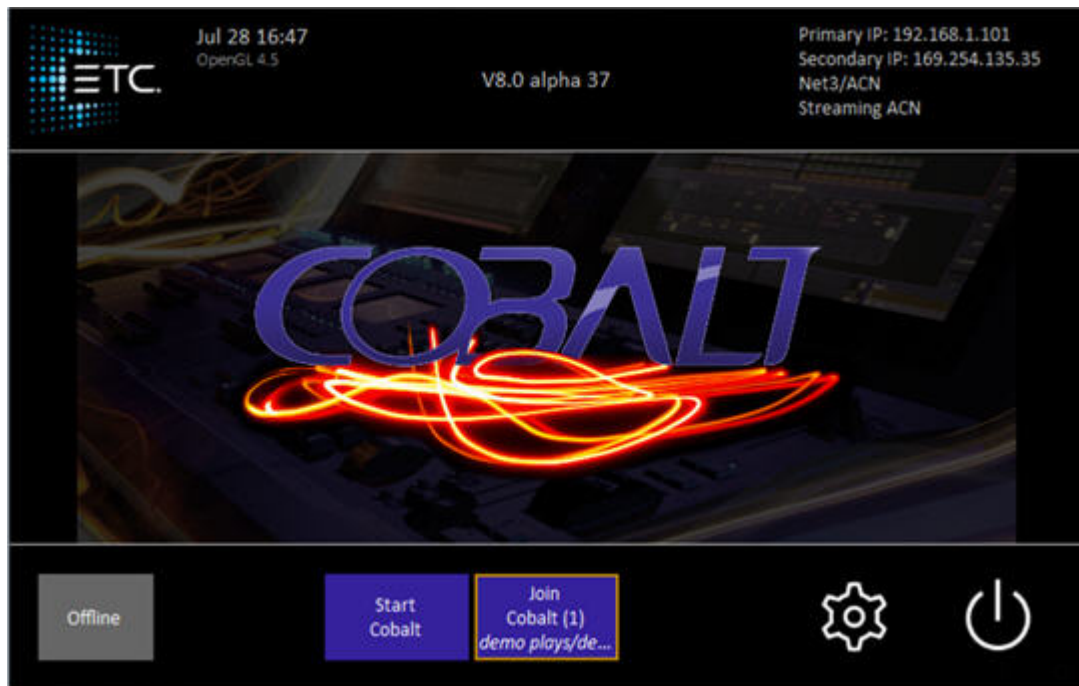 ETC.
Jul 28 16:47
OpenGL 4.5
V8.0 alpha 37
Primary IP: 192.168.1.101
Secondary IP: 169.254.135.35
Net3/ACN
Streaming ACN
COBALT
Offline
Start
Cobalt
Join
Cobalt (1)
demo plays/de...